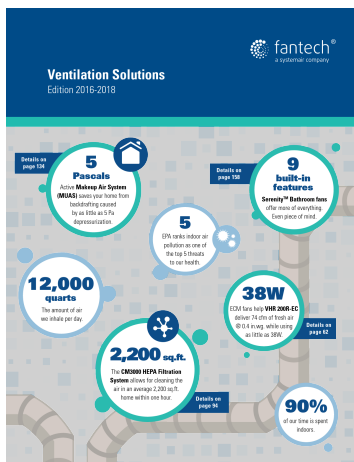 fantech®
a systemair company
Ventilation Solutions
Edition 2016-2018
Details on
page 134
5
Pascals
Active Makeup Air System
(MUAS) saves your home from
backdrafting caused
by as little as 5 Pa
depressurization.
Details on
page 158
9
built-in
features
Serenity™ Bathroom fans
offer more of everything.
Even piece of mind.
5
EPA ranks indoor air
pollution as one of
the top 5 threats
to our health.
12,000
quarts
The amount of air
we inhale per day.
38W
ECM fans help VHR 200R-EC
deliver 74 cfm of fresh air
@ 0.4 in.wg. while using
as little as 38W.
Details on
page 62
2,200 sq.ft.
The CM3000 HEPA Filtration
System allows for cleaning the
air in an average 2,200 sq.ft.
home within one hour.
Details on
page 94
90%
of our time is spent
indoors.